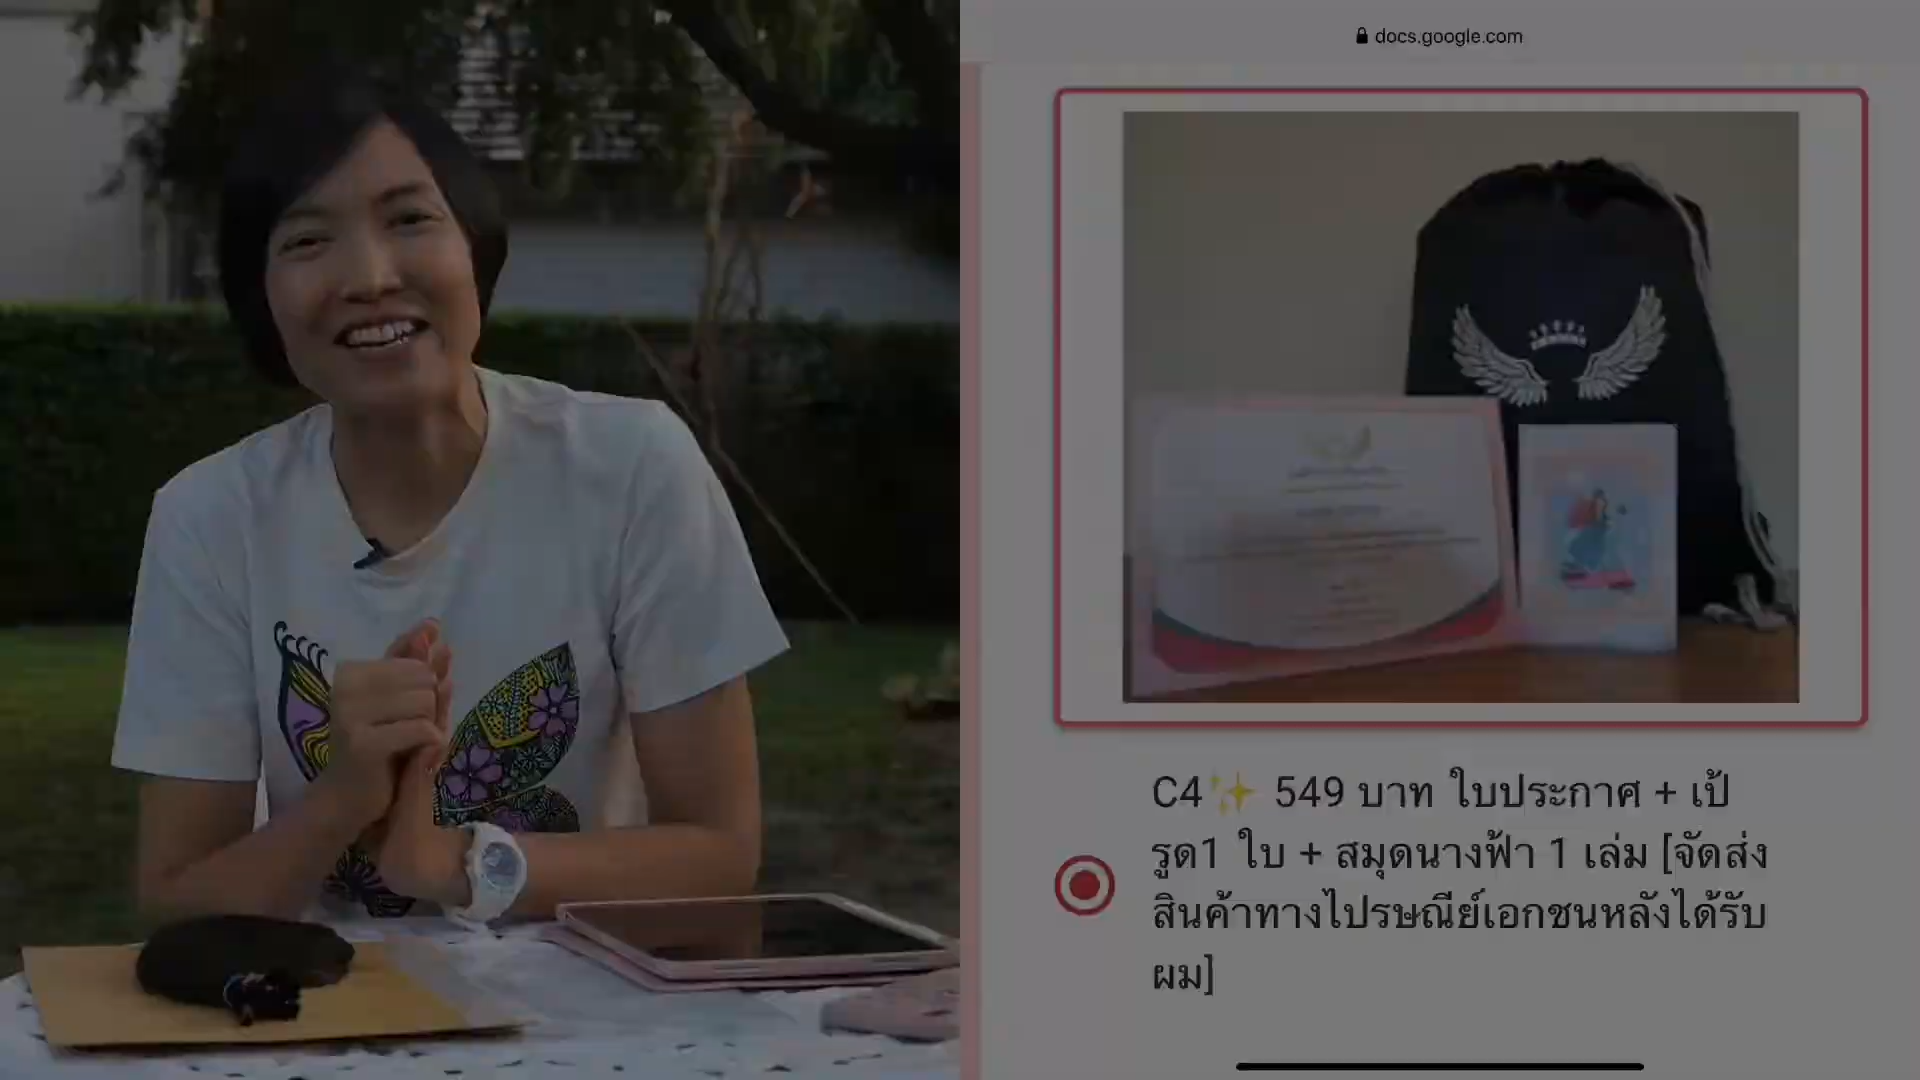 docs.google.com
C4✨ 549 บาท ใบประกาศ + เป้
รูด1 ใบ + สมุดนางฟ้า 1 เล่ม [จัดส่ง
สินค้าทางไปรษณีย์เอกชนหลังได้รับ
ผม]